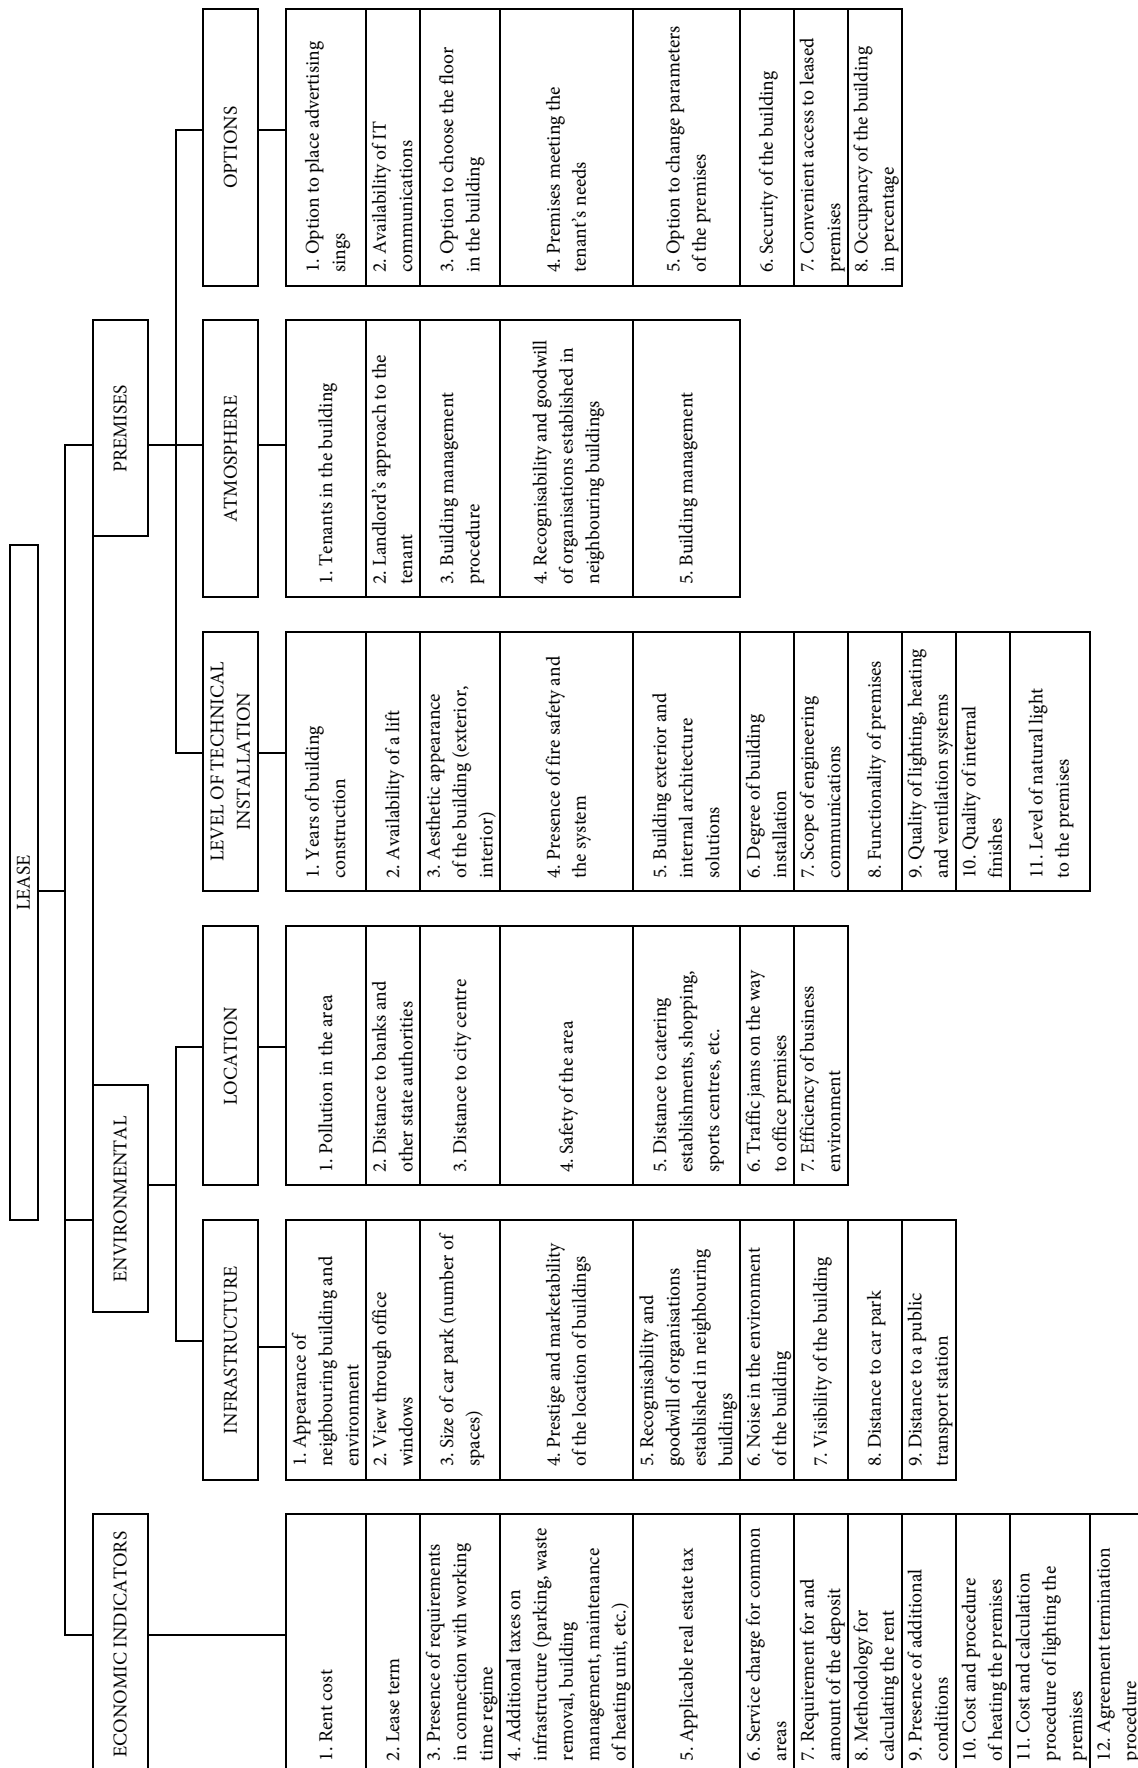 LEASE
ECONOMIC INDICATORS
ENVIRONMENTAL
PREMISES
INFRASTRUCTURE
LOCATION
LEVEL OF TECHNICAL
INSTALLATION
ATMOSPHERE
OPTIONS
1. Rent cost
2. Lease term
3. Presence of requirements
in connection with working
time regime
4. Additional taxes on
infrastructure (parking, waste
removal, building
management, maintenance
of heating unit, etc.)
5. Applicable real estate tax
6. Service charge for common
areas
7. Requirement for and
amount of the deposit
8. Methodology for
calculating the rent
9. Presence of additional
conditions
10. Cost and procedure
of heating the premises
11. Cost and calculation
procedure of lighting the
premises
12. Agreement termination
procedure
1. Appearance of
neighbouring building and
environment
2. View through office
windows
3. Size of car park (number of
spaces)
4. Prestige and marketability
of the location of buildings
5. Recognisability and
goodwill of organisations
established in neighbouring
buildings
6. Noise in the environment
of the building
7. Visibility of the building
8. Distance to car park
9. Distance to a public
transport station
1. Pollution in the area
2. Distance to banks and
other state authorities
3. Distance to city centre
4. Safety of the area
5. Distance to catering
establishments, shopping,
sports centres, etc.
6. Traffic jams on the way
to office premises
7. Efficiency of business
environment
1. Years of building
construction
2. Availability of a lift
3. Aesthetic appearance
of the building (exterior,
interior)
4. Presence of fire safety and
the system
5. Building exterior and
internal architecture
solutions
6. Degree of building
installation
7. Scope of engineering
communications
8. Functionality of premises
9. Quality of lighting, heating
and ventilation systems
10. Quality of internal
finishes
11. Level of natural light
to the premises
1. Tenants in the building
2. Landlord's approach to the
tenant
3. Building management
procedure
4. Recognisability and goodwill
of organisations established in
neighbouring buildings
5. Building management
1. Option to place advertising
sings
2. Availability of IT
communications
3. Option to choose the floor
in the building
4. Premises meeting the
tenant's needs
5. Option to change parameters
of the premises
6. Security of the building
7. Convenient access to leased
premises
8. Occupancy of the building
in percentage